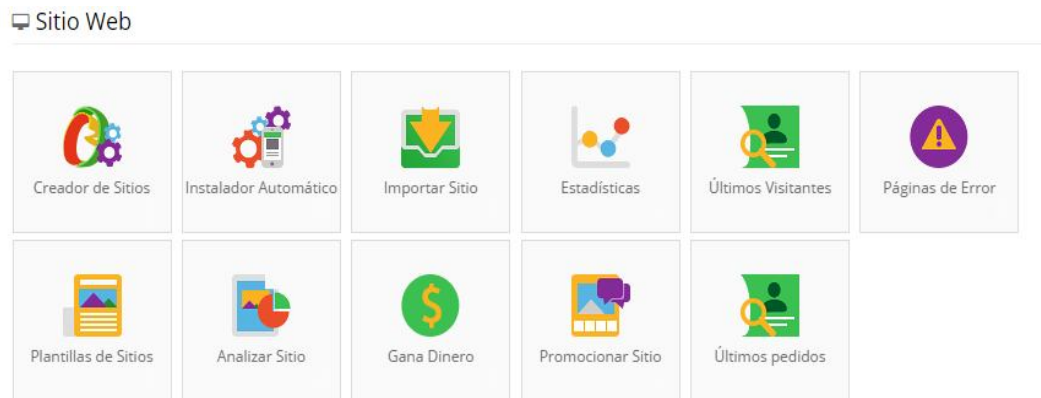 Sitio Web
Creador de Sitios
Instalador Automático
Importar Sitio
Estadísticas
Últimos Visitantes
Páginas de Error
Plantillas de Sitios
Analizar Sitio
Gana Dinero
Promocionar Sitio
Últimos pedidos